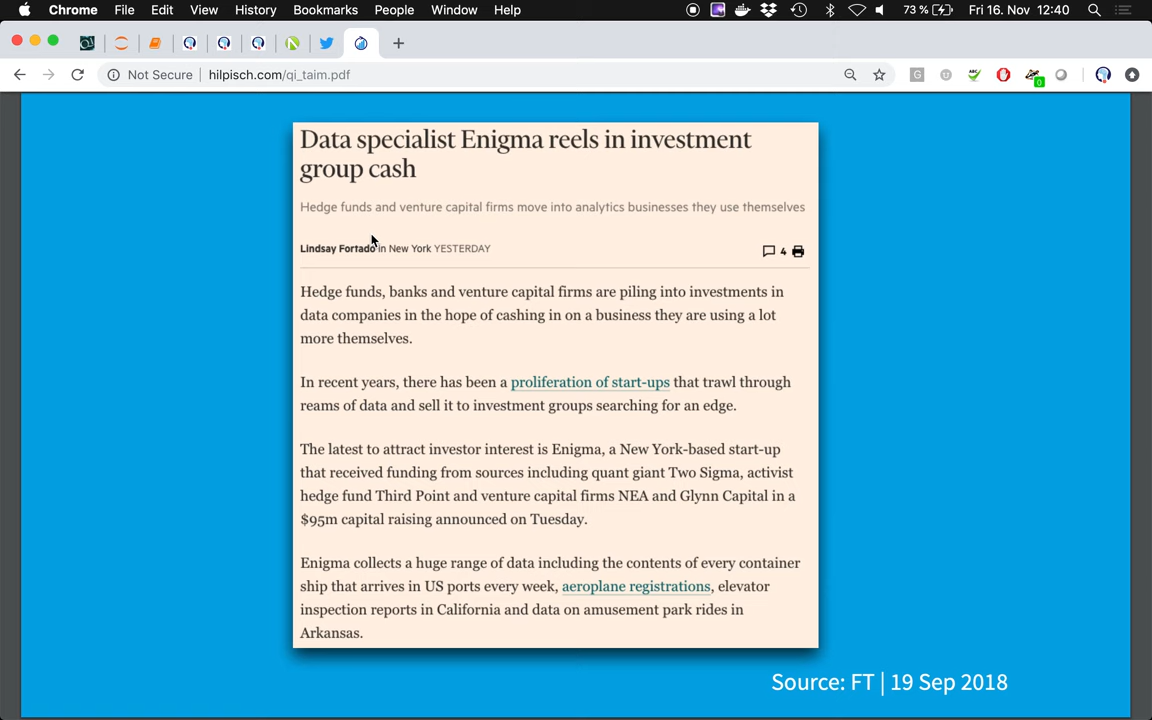 Chrome File Edit View History Bookmarks People Window Help 73 % Fri 16. Nov 12:40
Not Secure hilpisch.com/qi_taim.pdf
Data specialist Enigma reels in investment
group cash
Hedge funds and venture capital firms move into analytics businesses they use themselves
Lindsay Fortado in New York YESTERDAY 4
Hedge funds, banks and venture capital firms are piling into investments in
data companies in the hope of cashing in on a business they are using a lot
more themselves.
In recent years, there has been a proliferation of start-ups that trawl through
reams of data and sell it to investment groups searching for an edge.
The latest to attract investor interest is Enigma, a New York-based start-up
that received funding from sources including quant giant Two Sigma, activist
hedge fund Third Point and venture capital firms NEA and Glynn Capital in a
$95m capital raising announced on Tuesday.
Enigma collects a huge range of data including the contents of every container
ship that arrives in US ports every week, aeroplane registrations, elevator
inspection reports in California and data on amusement park rides in
Arkansas.
Source: FT | 19 Sep 2018